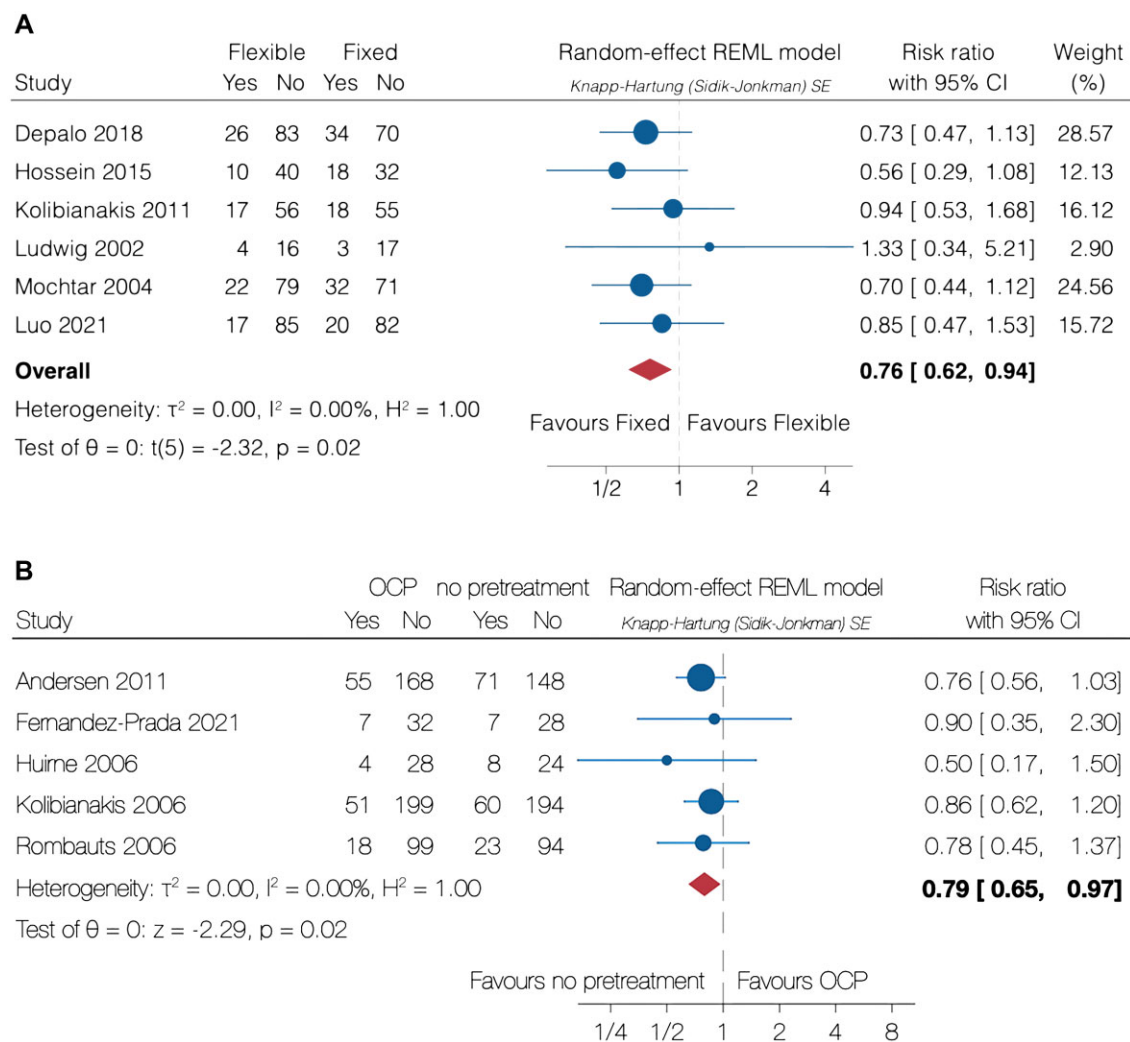 A
Flexible Fixed Random-effect REML model Risk ratio Weight
Study Yes No Yes No Knapp-Hartung (Sidik-Jonkman) SE with 95% CI (%)
Depalo 2018 26 83 34 70 0.73 [ 0.47, 1.13] 28.57
Hossein 2015 10 40 18 32 0.56 [ 0.29, 1.08] 12.13
Kolibianakis 2011 17 56 18 55 0.94 [ 0.53, 1.68] 16.12
Ludwig 2002 4 16 3 17 1.33 [ 0.34, 5.21] 2.90
Mochtar 2004 22 79 32 71 0.70 [ 0.44, 1.12] 24.56
Luo 2021 17 85 20 82 0.85 [ 0.47, 1.53] 15.72
Overall 0.76 [ 0.62, 0.94]
Heterogeneity: τ² = 0.00, I² = 0.00%, H² = 1.00
Favours Fixed Favours Flexible
Test of θ = 0: t(5) = -2.32, p = 0.02
1/2 1 2 4
B
OCP no pretreatment Random-effect REML model Risk ratio
Study Yes No Yes No Knapp-Hartung (Sidik-Jonkman) SE with 95% CI
Andersen 2011 55 168 71 148 0.76 [ 0.56, 1.03]
Fernandez-Prada 2021 7 32 7 28 0.90 [ 0.35, 2.30]
Huirne 2006 4 28 8 24 0.50 [ 0.17, 1.50]
Kolibianakis 2006 51 199 60 194 0.86 [ 0.62, 1.20]
Rombauts 2006 18 99 23 94 0.78 [ 0.45, 1.37]
Heterogeneity: τ² = 0.00, I² = 0.00%, H² = 1.00 0.79 [ 0.65, 0.97]
Test of θ = 0: z = -2.29, p = 0.02
Favours no pretreatment Favours OCP
1/4 1/2 1 2 4 8